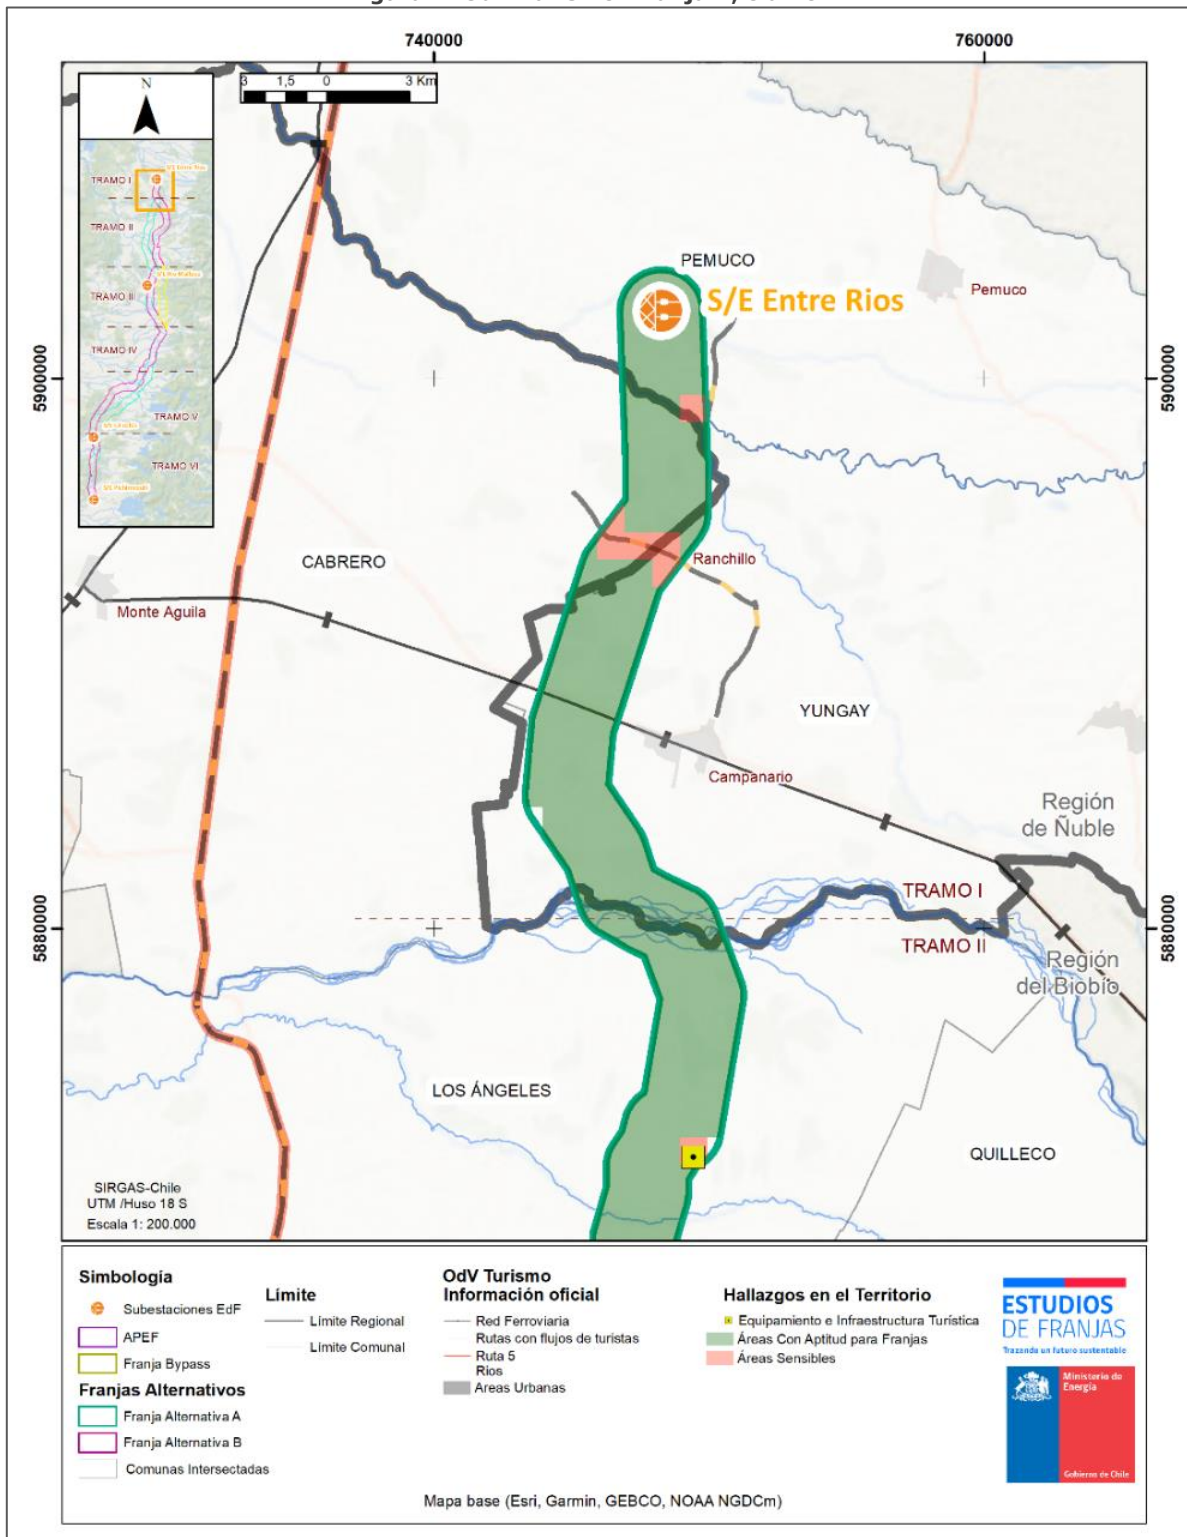 740000
760000
3 1,5 0 3 Km
N
TRAMO I
TRAMO II
TRAMO III
TRAMO IV
TRAMO V
TRAMO VI
PEMUCO
S/E Entre Rios
Pemuco
5900000
5900000
CABRERO
Ranchillo
Monte Aguila
YUNGAY
Campanario
Región
de Ñuble
TRAMO I
5880000
5880000
TRAMO II
Región
del Biobío
LOS ÁNGELES
QUILLECO
SIRGAS-Chile
UTM /Huso 18 S
Escala 1: 200.000
Simbología
Subestaciones EdF
APEF
Franja Bypass
Franjas Alternativos
Franja Alternativa A
Franja Alternativa B
Comunas Intersectadas
Límite
Límite Regional
Límite Comunal
OdV Turismo
Información oficial
Red Ferroviaria
Rutas con flujos de turistas
Ruta 5
Rios
Areas Urbanas
Hallazgos en el Territorio
Equipamiento e Infraestructura Turística
Áreas Con Aptitud para Franjas
Áreas Sensibles
ESTUDIOS
DE FRANJAS
Trazando un futuro sustentable
Ministerio de
Energía
Gobierno de Chile
Mapa base (Esri, Garmin, GEBCO, NOAA NGDCm)